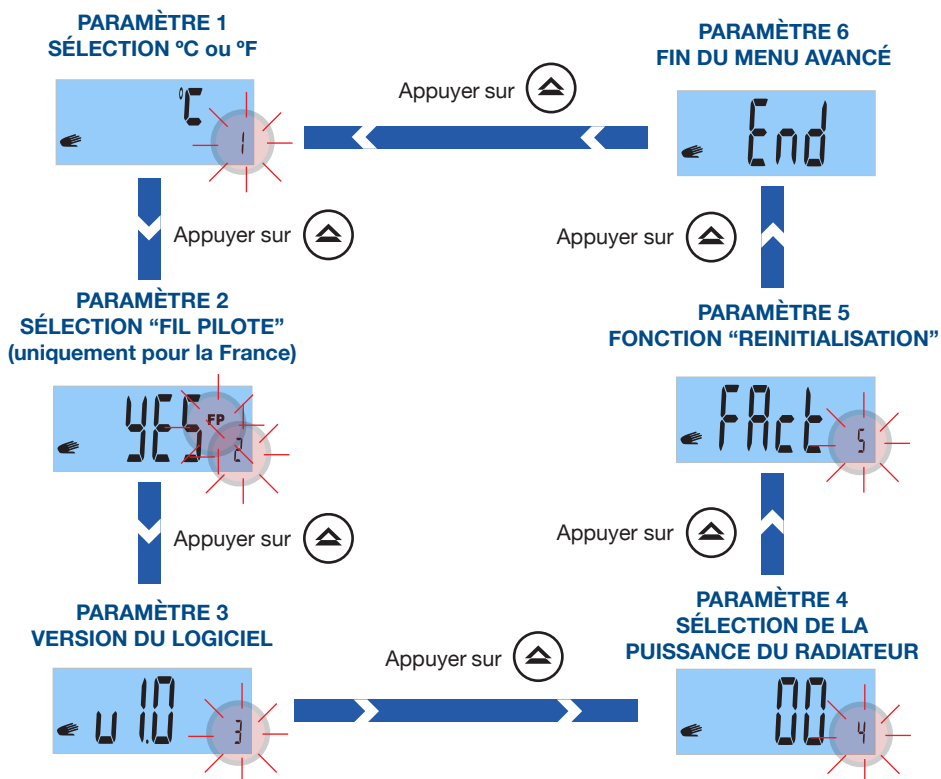 PARAMÈTRE 1
SÉLECTION ºC ou ºF
°C
1
Appuyer sur
PARAMÈTRE 6
FIN DU MENU AVANCÉ
End
Appuyer sur
Appuyer sur
PARAMÈTRE 2
SÉLECTION “FIL PILOTE”
(uniquement pour la France)
YES
FP
2
PARAMÈTRE 5
FONCTION “REINITIALISATION”
FAct
5
Appuyer sur
Appuyer sur
PARAMÈTRE 3
VERSION DU LOGICIEL
v1.0
3
Appuyer sur
PARAMÈTRE 4
SÉLECTION DE LA
PUISSANCE DU RADIATEUR
00
4